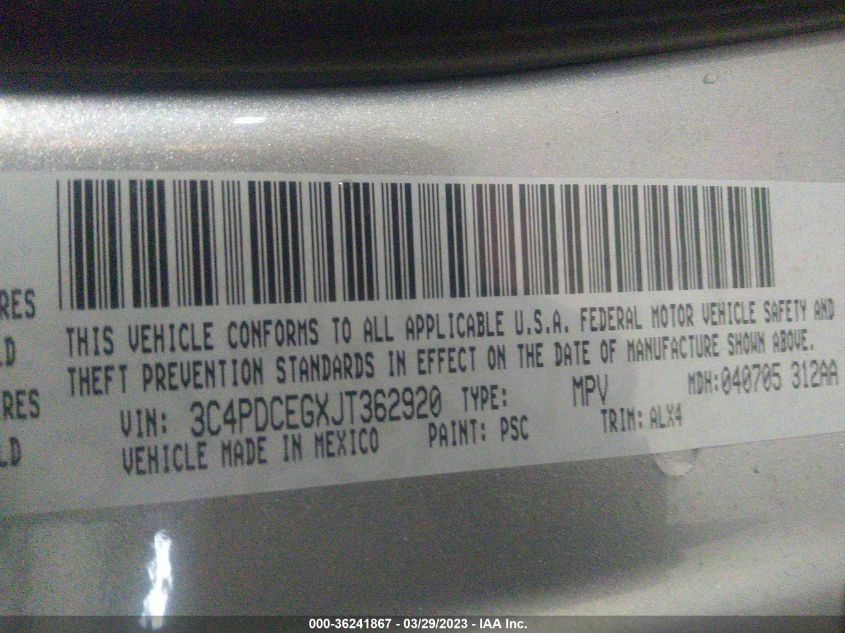 THIS VEHICLE CONFORMS TO ALL APPLICABLE U.S.A. FEDERAL MOTOR VEHICLE SAFETY AND
THEFT PREVENTION STANDARDS IN EFFECT ON THE DATE OF MANUFACTURE SHOWN ABOVE.
VIN: 3C4PDCEGXJT362920 TYPE: MPV MDH:040705 312AA
VEHICLE MADE IN MEXICO PAINT: PSC TRIM: ALX4
RES
LD
RES
LD
000-36241867 - 03/29/2023 - IAA Inc.